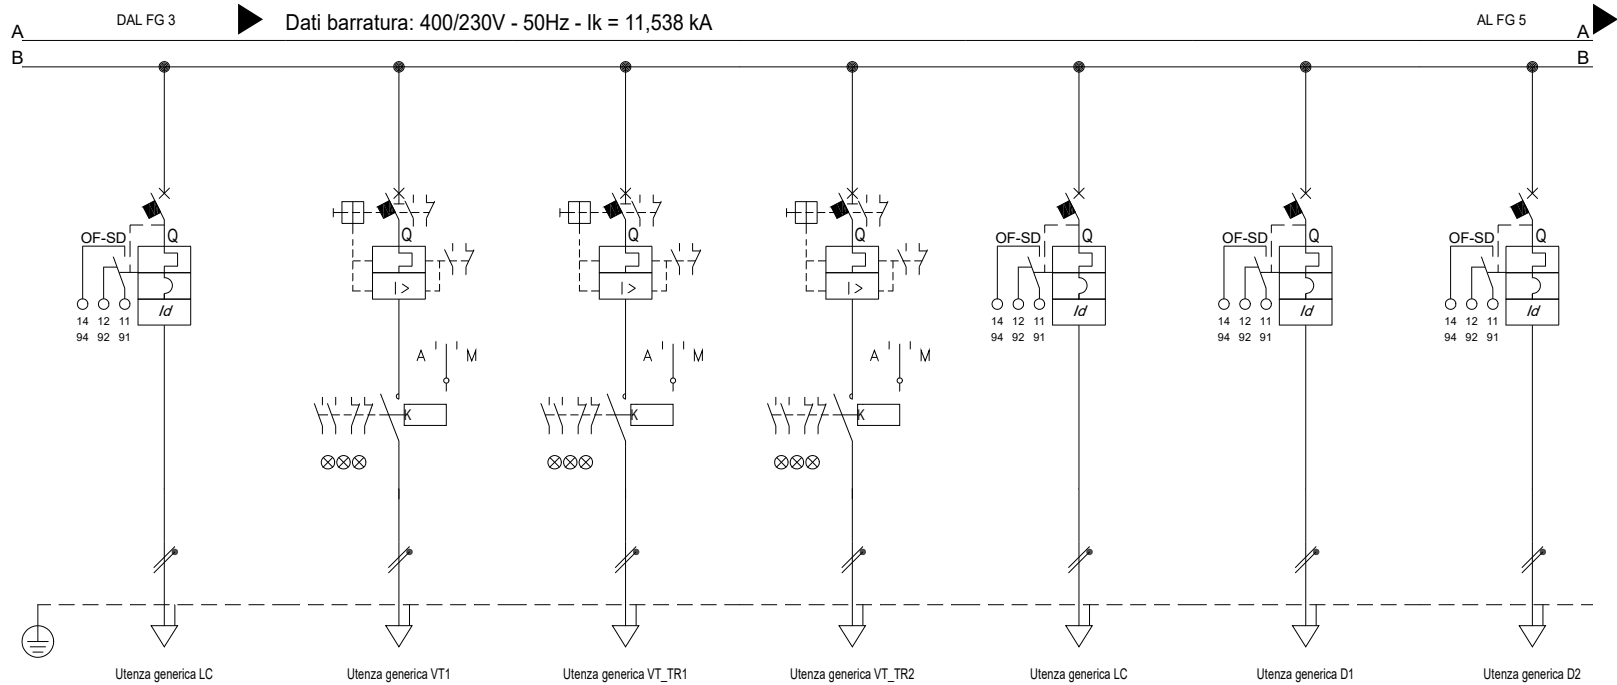 DAL FG 3
Dati barratura: 400/230V - 50Hz - Ik = 11,538 kA
AL FG 5
A A
B B
Q Q Q Q Q Q Q
OF-SD OF-SD OF-SD OF-SD
I> I> I>
Id Id Id Id
14 12 11 14 12 11 14 12 11 14 12 11
94 92 91 94 92 91 94 92 91 94 92 91
A M A M A M
K K K
Utenza generica LC
Utenza generica VT1
Utenza generica VT_TR1
Utenza generica VT_TR2
Utenza generica LC
Utenza generica D1
Utenza generica D2